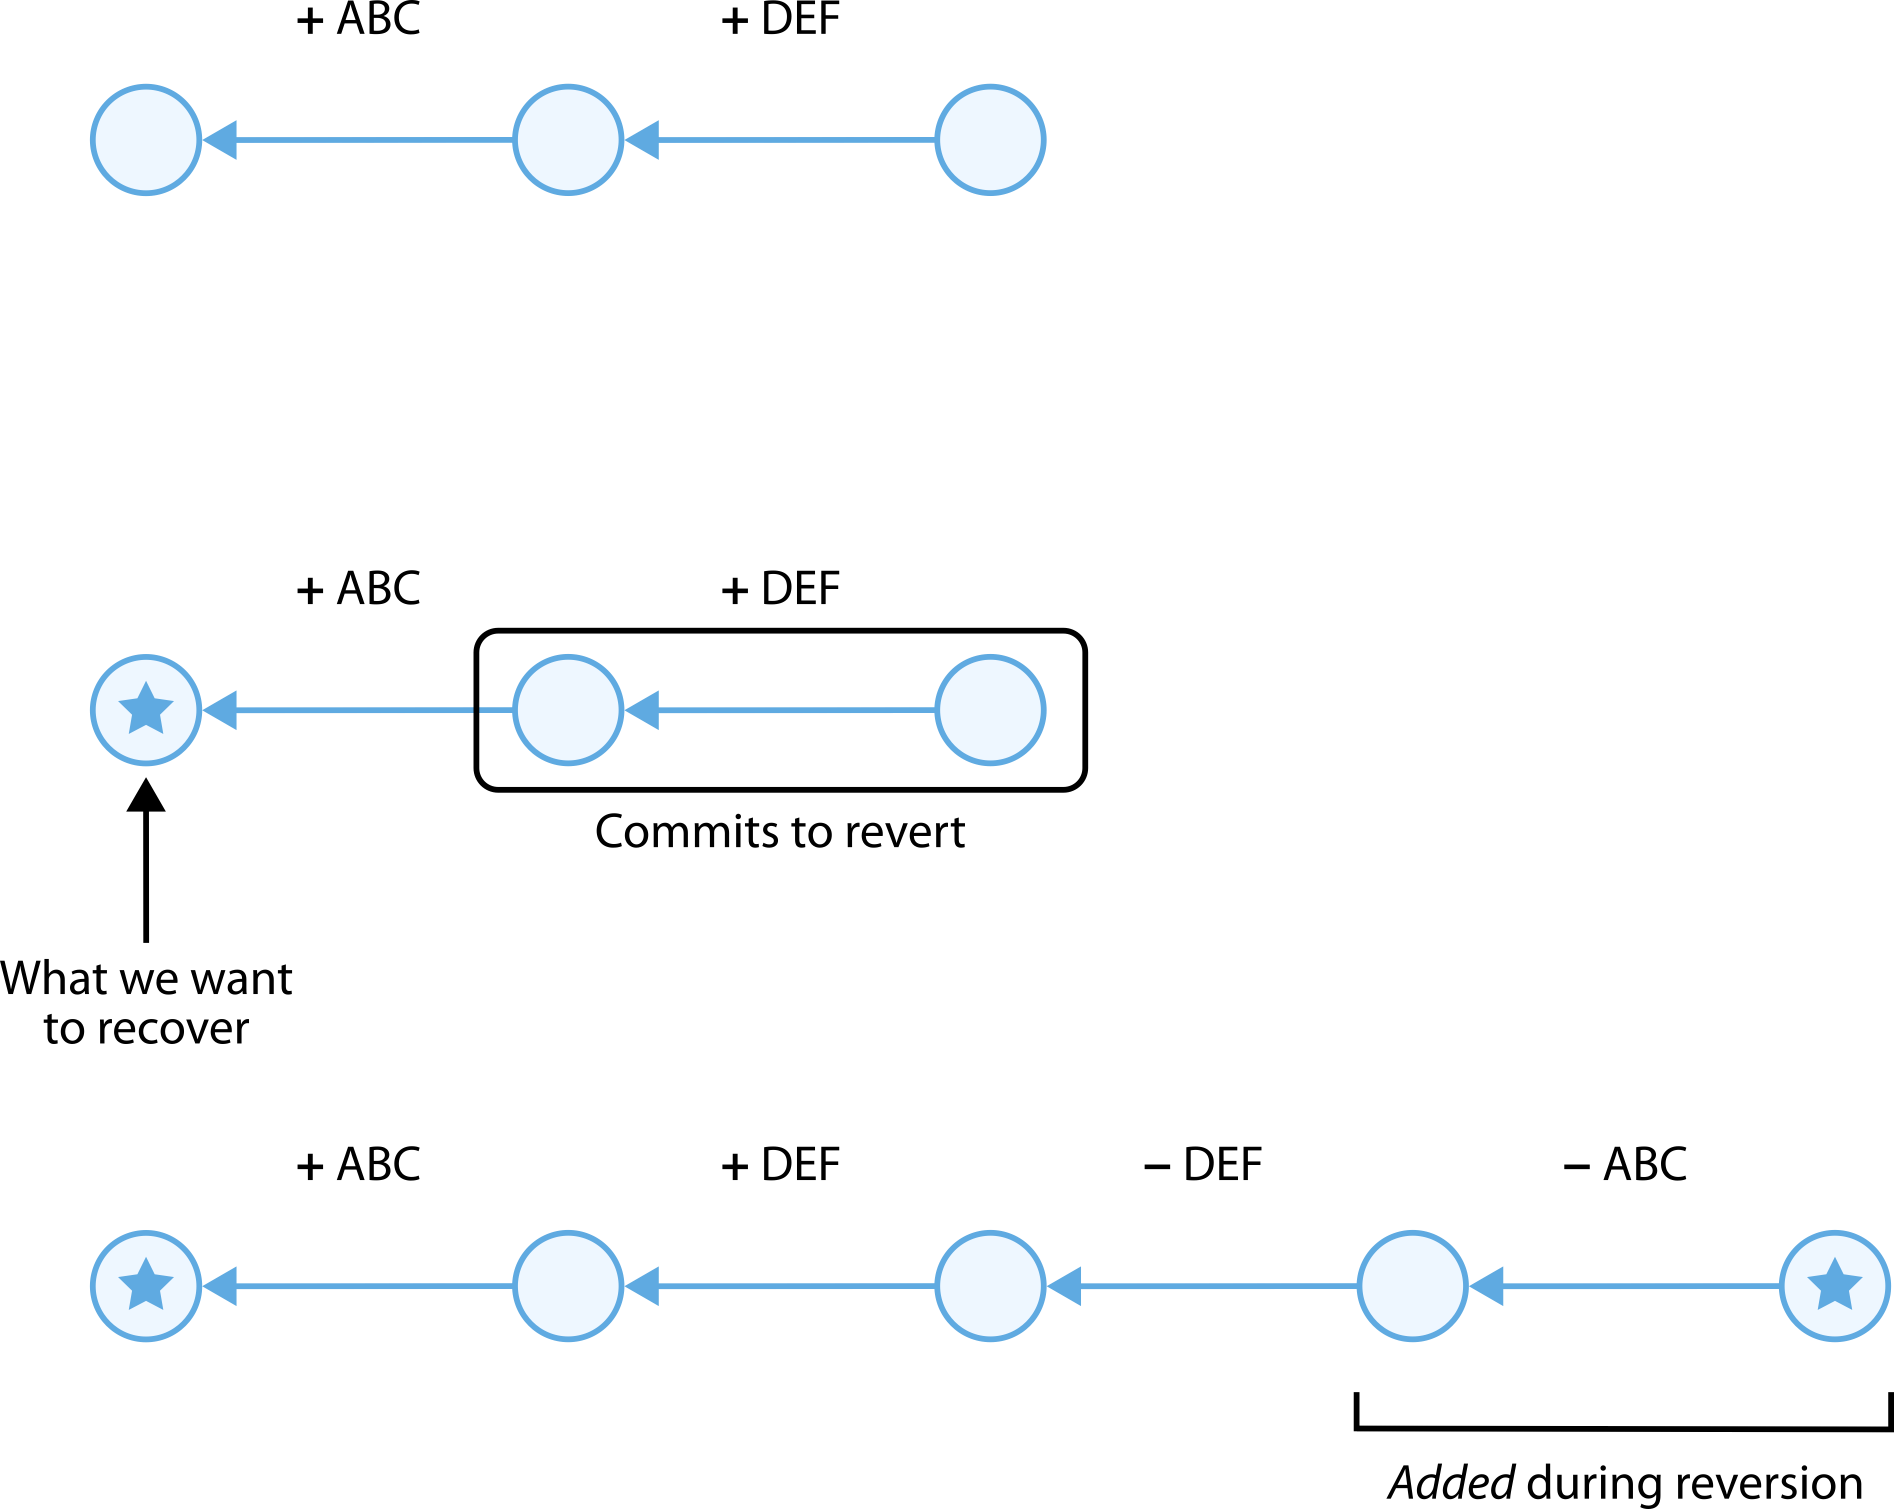 + ABC
+ DEF
+ ABC
+ DEF
Commits to revert
What we want
to recover
+ ABC
+ DEF
– DEF
– ABC
Added during reversion